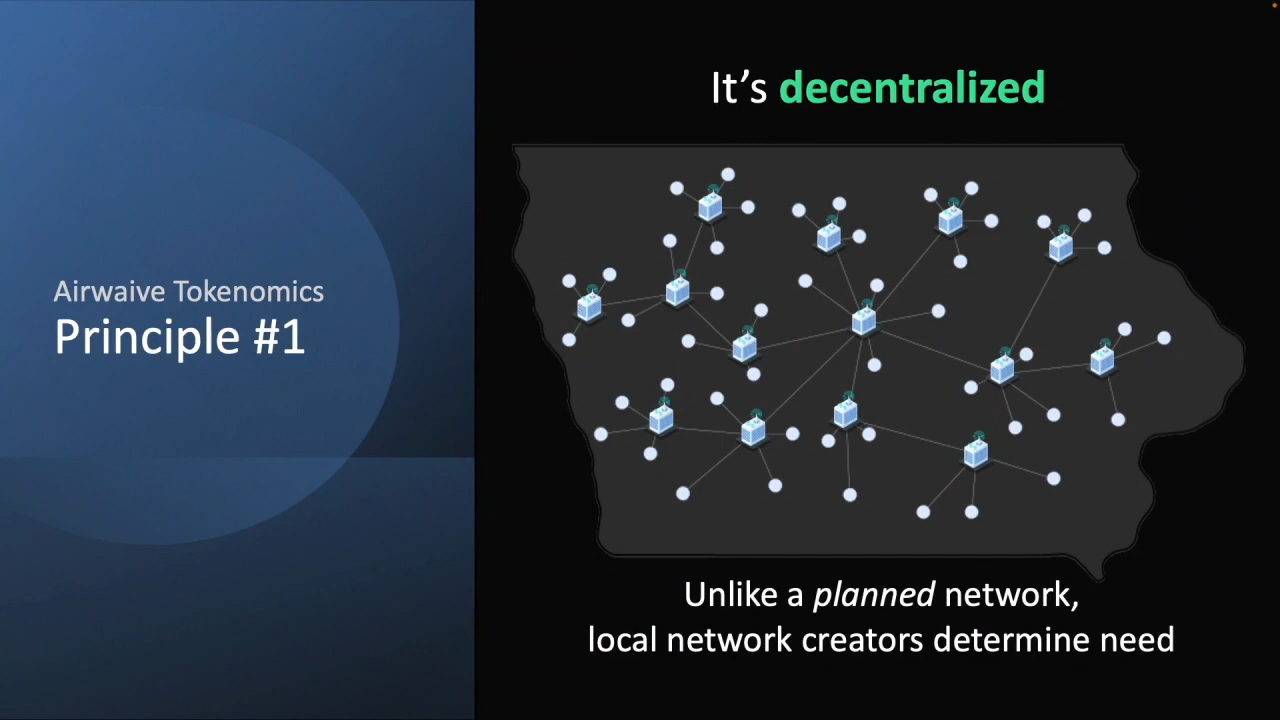 Airwaive Tokenomics
Principle #1
It’s decentralized
Unlike a planned network,
local network creators determine need